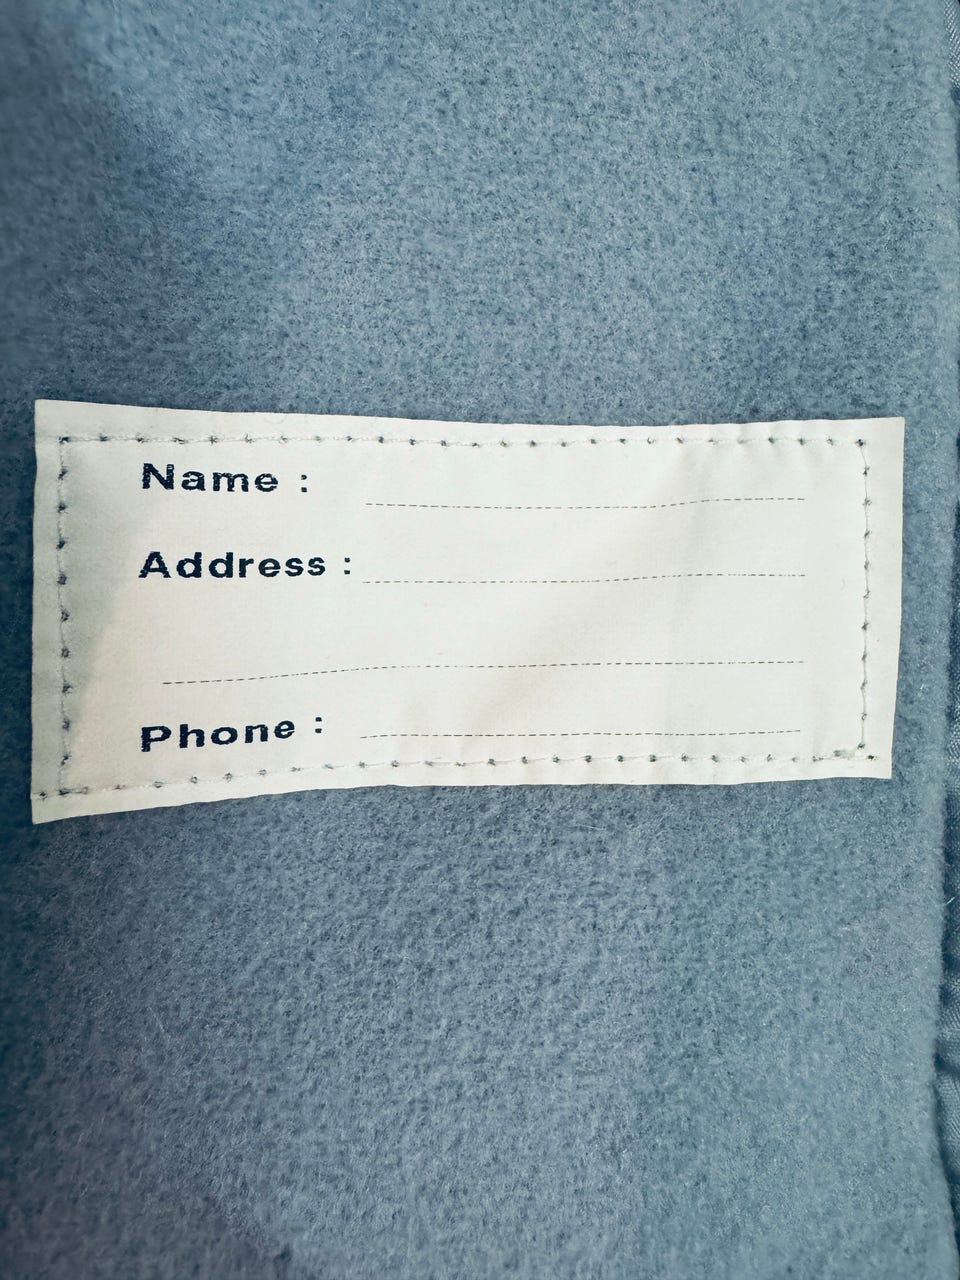 Name :
Address :
Phone :